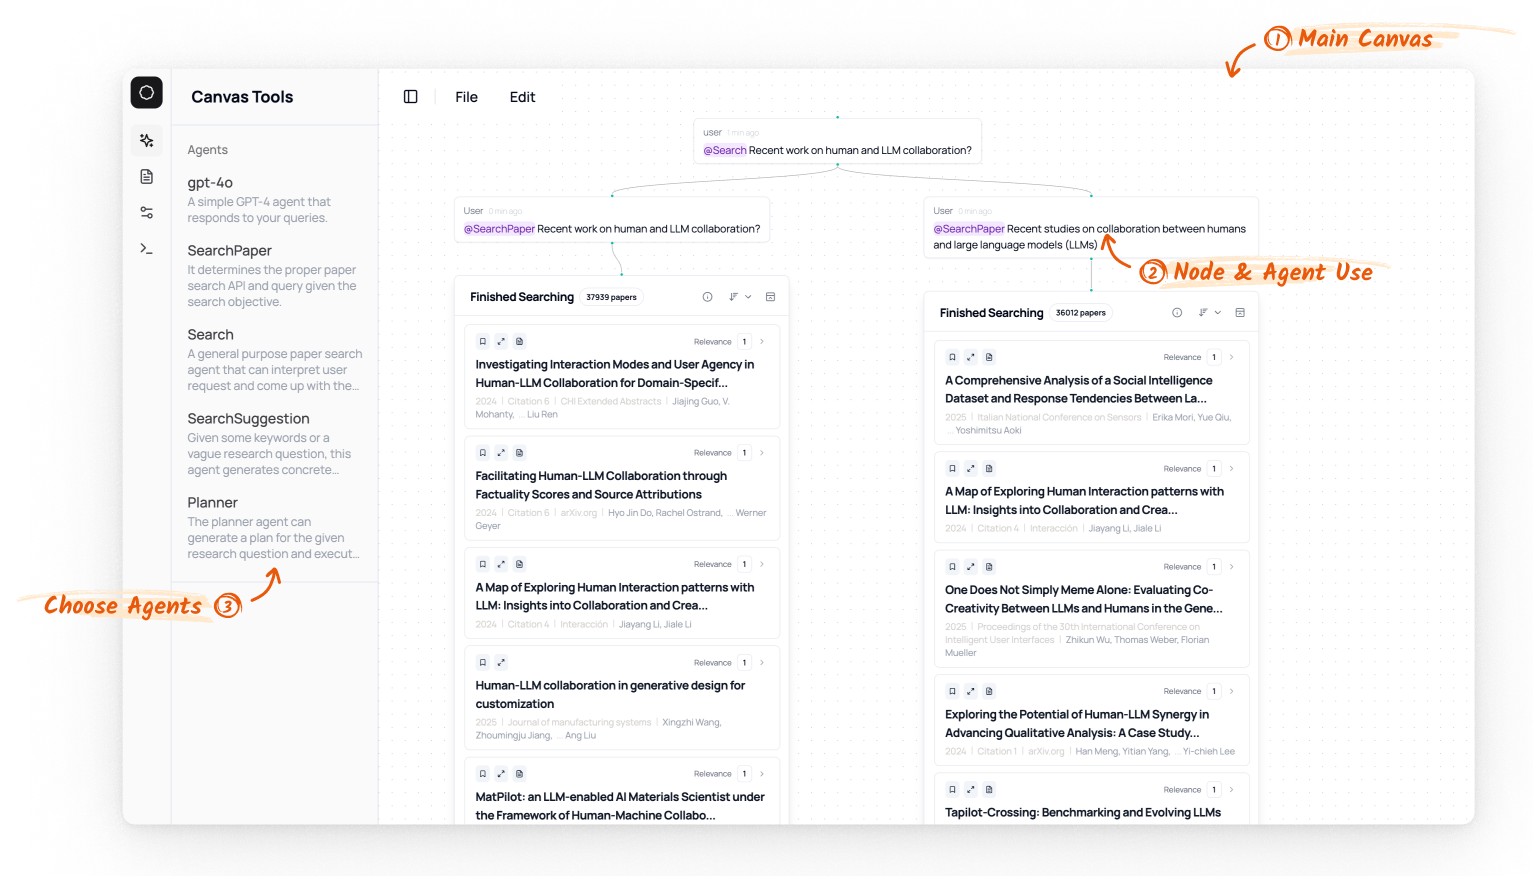 ① Main Canvas
Canvas Tools
File
Edit
Agents
gpt-4o
A simple GPT-4 agent that
responds to your queries.
SearchPaper
It determines the proper paper
search API and query given the
search objective.
Search
A general purpose paper search
agent that can interpret user
request and come up with the...
SearchSuggestion
Given some keywords or a
vague research question, this
agent generates concrete...
Planner
The planner agent can
generate a plan for the given
research question and execut...
Choose Agents ③
user 1 min ago
@Search Recent work on human and LLM collaboration?
User 0 min ago
@SearchPaper Recent work on human and LLM collaboration?
Finished Searching 37939 papers
Relevance 1
Investigating Interaction Modes and User Agency in
Human-LLM Collaboration for Domain-Specif...
2024 | Citation 6 | CHI Extended Abstracts | Jiajing Guo, V.
Mohanty, ... Liu Ren
Relevance 1
Facilitating Human-LLM Collaboration through
Factuality Scores and Source Attributions
2024 | Citation 6 | arXiv.org | Hyo Jin Do, Rachel Ostrand, ... Werner
Geyer
Relevance 1
A Map of Exploring Human Interaction patterns with
LLM: Insights into Collaboration and Crea...
2024 | Citation 4 | Interacción | Jiayang Li, Jiale Li
Relevance 1
Human-LLM collaboration in generative design for
customization
2025 | Journal of manufacturing systems | Xingzhi Wang,
Zhoumingju Jiang, ... Ang Liu
Relevance 1
MatPilot: an LLM-enabled AI Materials Scientist under
the Framework of Human-Machine Collabo...
User 0 min ago
@SearchPaper Recent studies on collaboration between humans
and large language models (LLMs)
② Node & Agent Use
Finished Searching 36012 papers
Relevance 1
A Comprehensive Analysis of a Social Intelligence
Dataset and Response Tendencies Between La...
2025 | Italian National Conference on Sensors | Erika Mori, Yue Qiu,
... Yoshimitsu Aoki
Relevance 1
A Map of Exploring Human Interaction patterns with
LLM: Insights into Collaboration and Crea...
2024 | Citation 4 | Interacción | Jiayang Li, Jiale Li
Relevance 1
One Does Not Simply Meme Alone: Evaluating Co-
Creativity Between LLMs and Humans in the Gene...
2025 | Proceedings of the 30th International Conference on
Intelligent User Interfaces | Zhikun Wu, Thomas Weber, Florian
Mueller
Relevance 1
Exploring the Potential of Human-LLM Synergy in
Advancing Qualitative Analysis: A Case Study...
2024 | Citation 1 | arXiv.org | Han Meng, Yitian Yang, ... Yi-chieh Lee
Relevance 1
Tapilot-Crossing: Benchmarking and Evolving LLMs